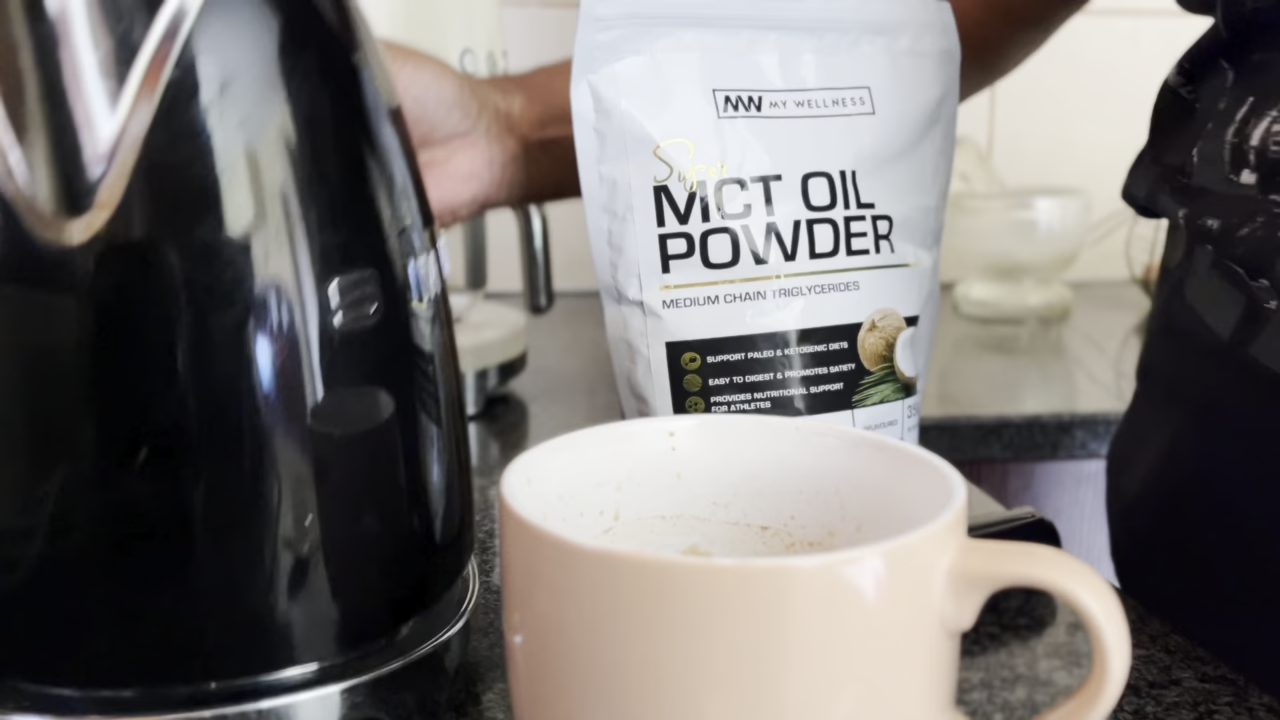 MW MY WELLNESS
Super
MCT OIL
POWDER
MEDIUM CHAIN TRIGLYCERIDES
SUPPORT PALEO & KETOGENIC DIETS
EASY TO DIGEST & PROMOTES SATIETY
PROVIDES NUTRITIONAL SUPPORT
FOR ATHLETES